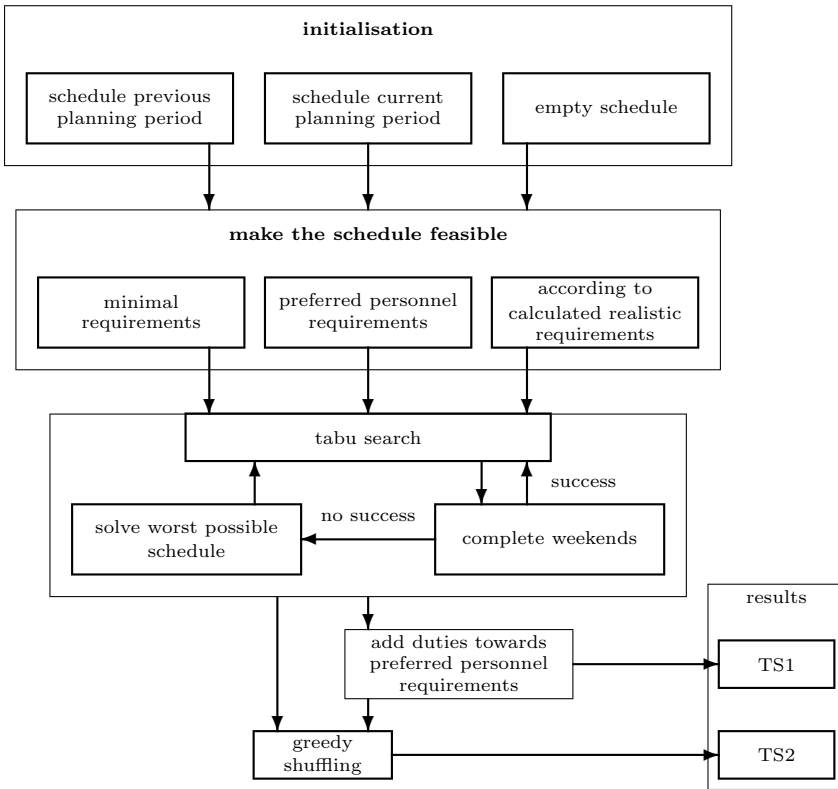 initialisation
schedule previous
planning period
schedule current
planning period
empty schedule
make the schedule feasible
minimal
requirements
preferred personnel
requirements
according to
calculated realistic
requirements
tabu search
success
no success
solve worst possible
schedule
complete weekends
results
add duties towards
preferred personnel
requirements
TS1
greedy
shuffling
TS2